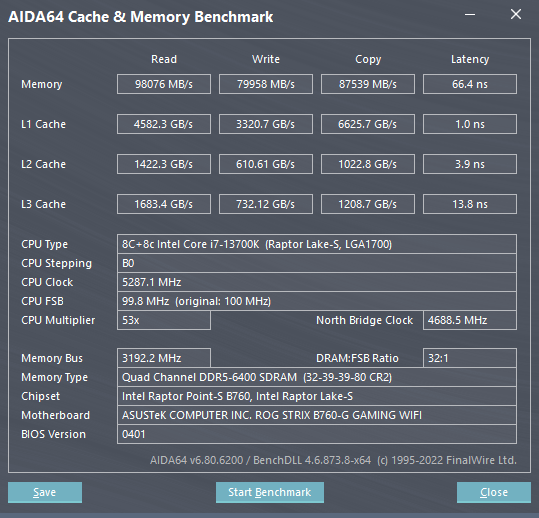 AIDA64 Cache & Memory Benchmark
Read Write Copy Latency
Memory 98076 MB/s 79958 MB/s 87539 MB/s 66.4 ns
L1 Cache 4582.3 GB/s 3320.7 GB/s 6625.7 GB/s 1.0 ns
L2 Cache 1422.3 GB/s 610.61 GB/s 1022.8 GB/s 3.9 ns
L3 Cache 1683.4 GB/s 732.12 GB/s 1208.7 GB/s 13.8 ns
CPU Type 8C+8c Intel Core i7-13700K (Raptor Lake-S, LGA1700)
CPU Stepping B0
CPU Clock 5287.1 MHz
CPU FSB 99.8 MHz (original: 100 MHz)
CPU Multiplier 53x North Bridge Clock 4688.5 MHz
Memory Bus 3192.2 MHz DRAM:FSB Ratio 32:1
Memory Type Quad Channel DDR5-6400 SDRAM (32-39-39-80 CR2)
Chipset Intel Raptor Point-S B760, Intel Raptor Lake-S
Motherboard ASUSTeK COMPUTER INC. ROG STRIX B760-G GAMING WIFI
BIOS Version 0401
AIDA64 v6.80.6200 / BenchDLL 4.6.873.8-x64 (c) 1995-2022 FinalWire Ltd.
Save Start Benchmark Close